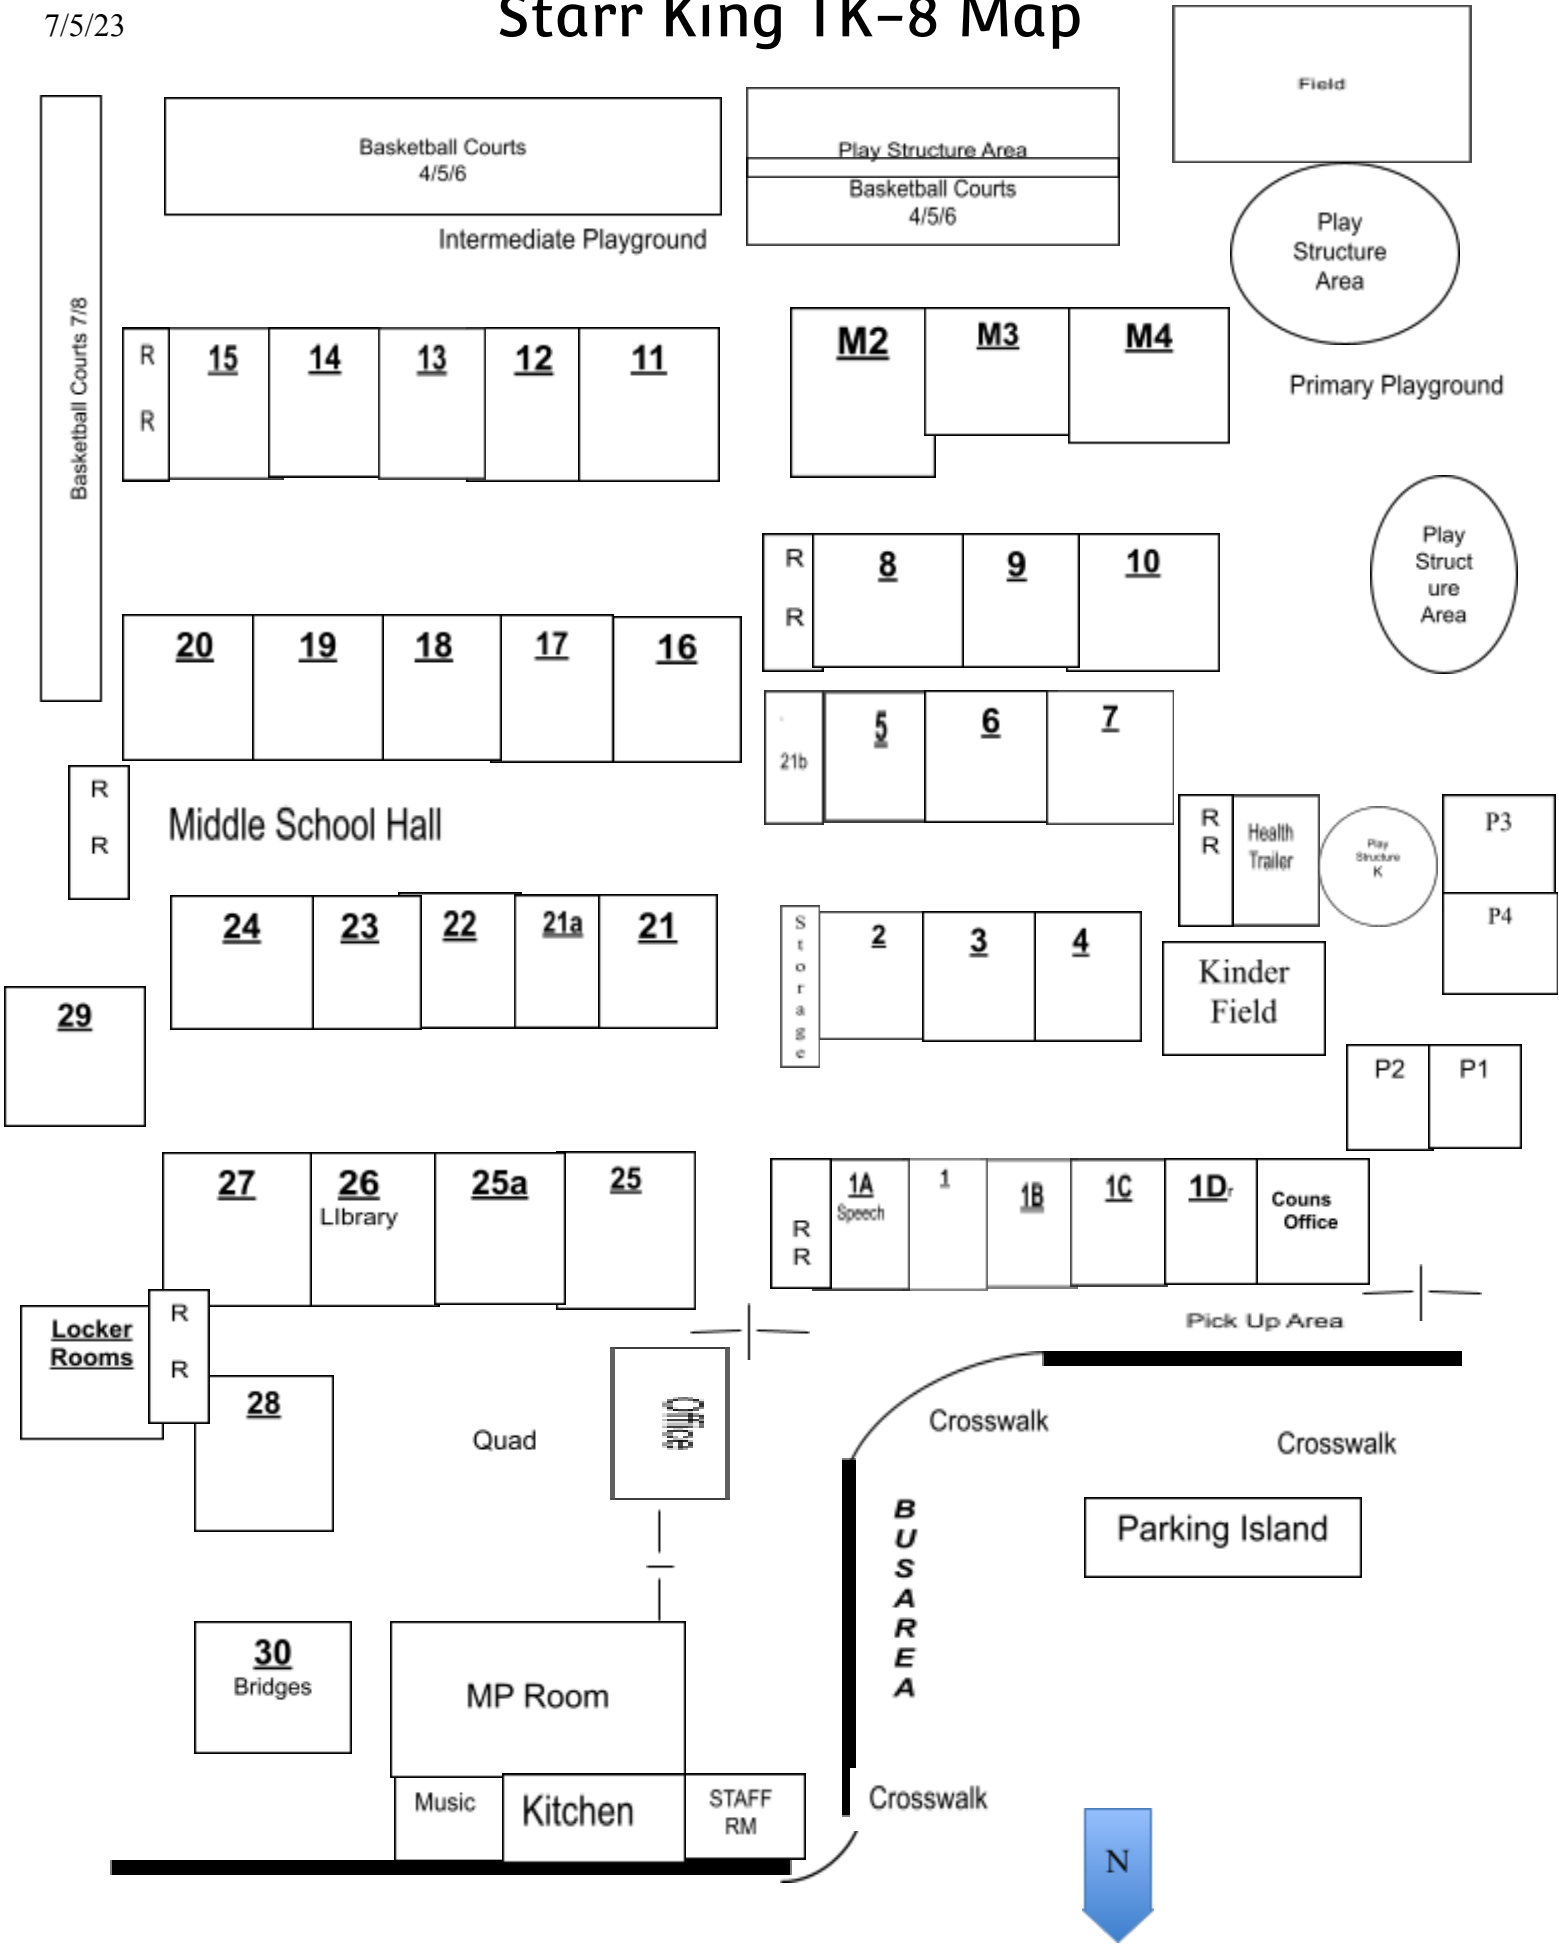 7/5/23
Starr King TK-8 Map
Field
Basketball Courts
4/5/6
Play Structure Area
Basketball Courts
4/5/6
Intermediate Playground
Play
Structure
Area
Primary Playground
Basketball Courts 7/8
R
R
15
14
13
12
11
M2
M3
M4
R
R
8
9
10
Play
Struct
ure
Area
20
19
18
17
16
21b
5
6
7
R
R
Middle School Hall
R
R
Health
Trailer
Play
Structure
K
P3
P4
24
23
22
21a
21
Storage
2
3
4
Kinder
Field
29
P2
P1
27
26
LIbrary
25a
25
R
R
1A
Speech
1
1B
1C
1Dr
Couns
Office
Locker
Rooms
R
R
28
Quad
Office
Pick Up Area
Crosswalk
Crosswalk
Parking Island
BUSAREA
30
Bridges
MP Room
Music
Kitchen
STAFF
RM
Crosswalk
N